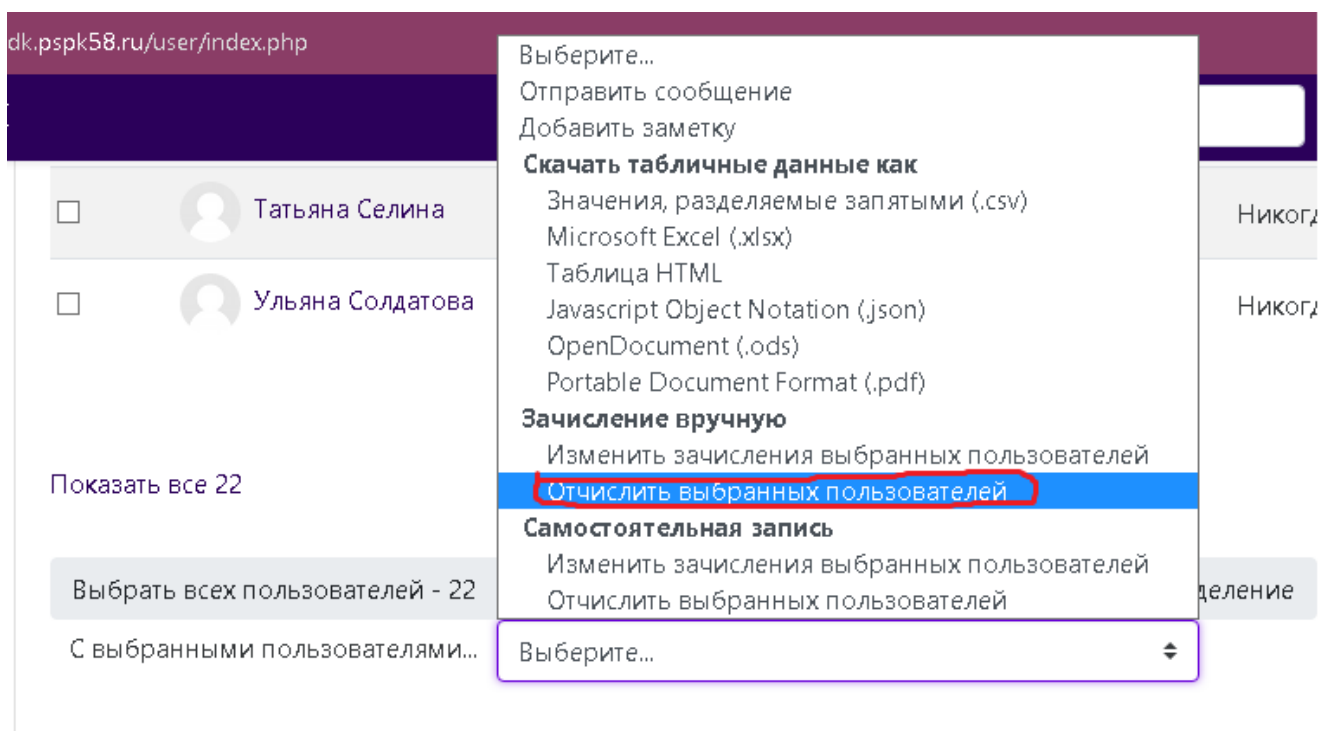 dk.pspk58.ru/user/index.php
Выберите...
Отправить сообщение
Добавить заметку
Скачать табличные данные как
Значения, разделяемые запятыми (.csv)
Microsoft Excel (.xlsx)
Таблица HTML
Javascript Object Notation (.json)
OpenDocument (.ods)
Portable Document Format (.pdf)
Зачисление вручную
Изменить зачисления выбранных пользователей
Отчислить выбранных пользователей
Самостоятельная запись
Изменить зачисления выбранных пользователей
Отчислить выбранных пользователей
Татьяна Селина
Ульяна Солдатова
Показать все 22
Выбрать всех пользователей - 22
С выбранными пользователями...
Выберите...